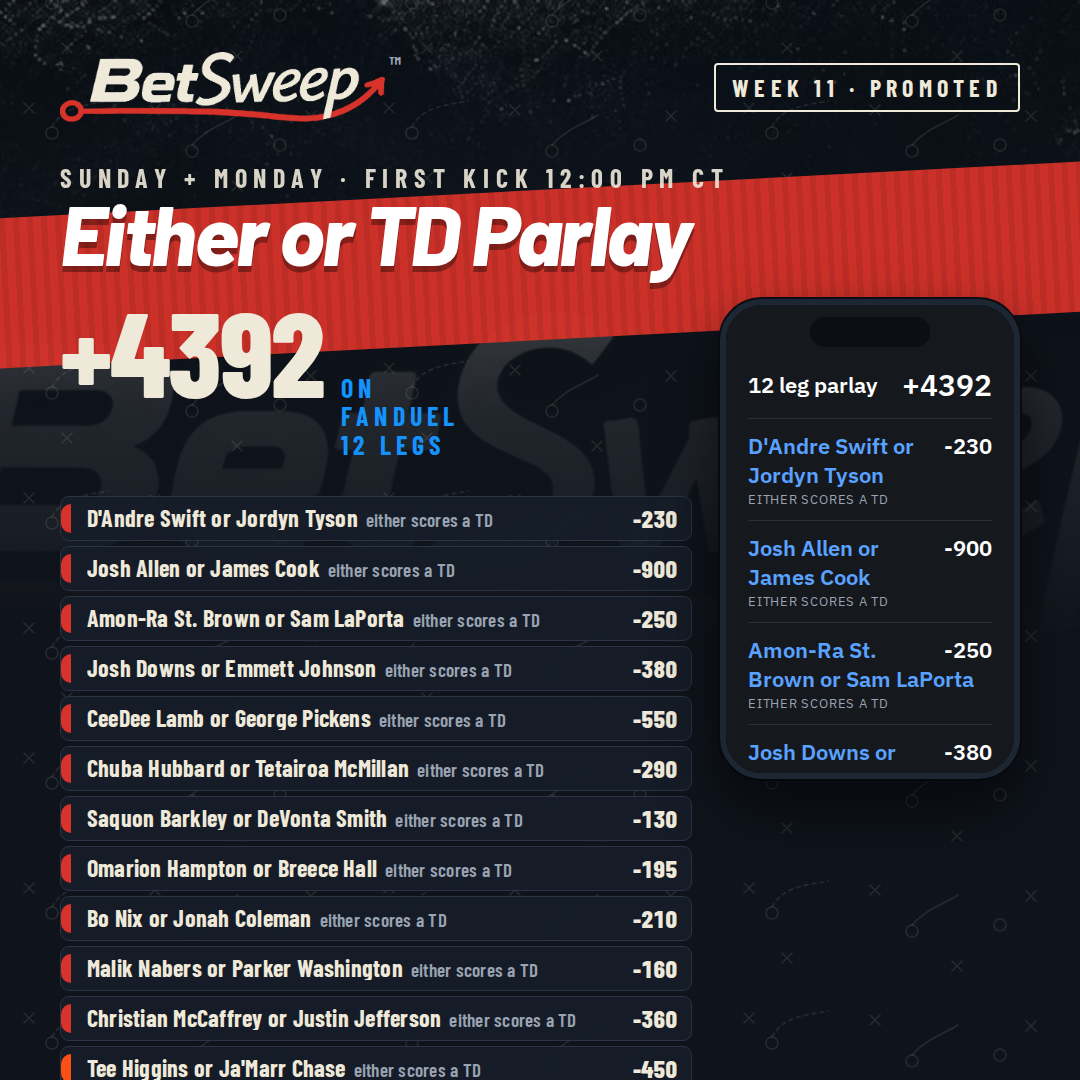 BetSweep™
WEEK 11 · PROMOTED
SUNDAY + MONDAY · FIRST KICK 12:00 PM CT
Either or TD Parlay
+4392
ON
FANDUEL
12 LEGS
D'Andre Swift or Jordyn Tyson either scores a TD -230
Josh Allen or James Cook either scores a TD -900
Amon-Ra St. Brown or Sam LaPorta either scores a TD -250
Josh Downs or Emmett Johnson either scores a TD -380
CeeDee Lamb or George Pickens either scores a TD -550
Chuba Hubbard or Tetairoa McMillan either scores a TD -290
Saquon Barkley or DeVonta Smith either scores a TD -130
Omarion Hampton or Breece Hall either scores a TD -195
Bo Nix or Jonah Coleman either scores a TD -210
Malik Nabers or Parker Washington either scores a TD -160
Christian McCaffrey or Justin Jefferson either scores a TD -360
Tee Higgins or Ja'Marr Chase either scores a TD -450
12 leg parlay +4392
D'Andre Swift or -230
Jordyn Tyson
EITHER SCORES A TD
Josh Allen or -900
James Cook
EITHER SCORES A TD
Amon-Ra St. -250
Brown or Sam LaPorta
EITHER SCORES A TD
Josh Downs or -380